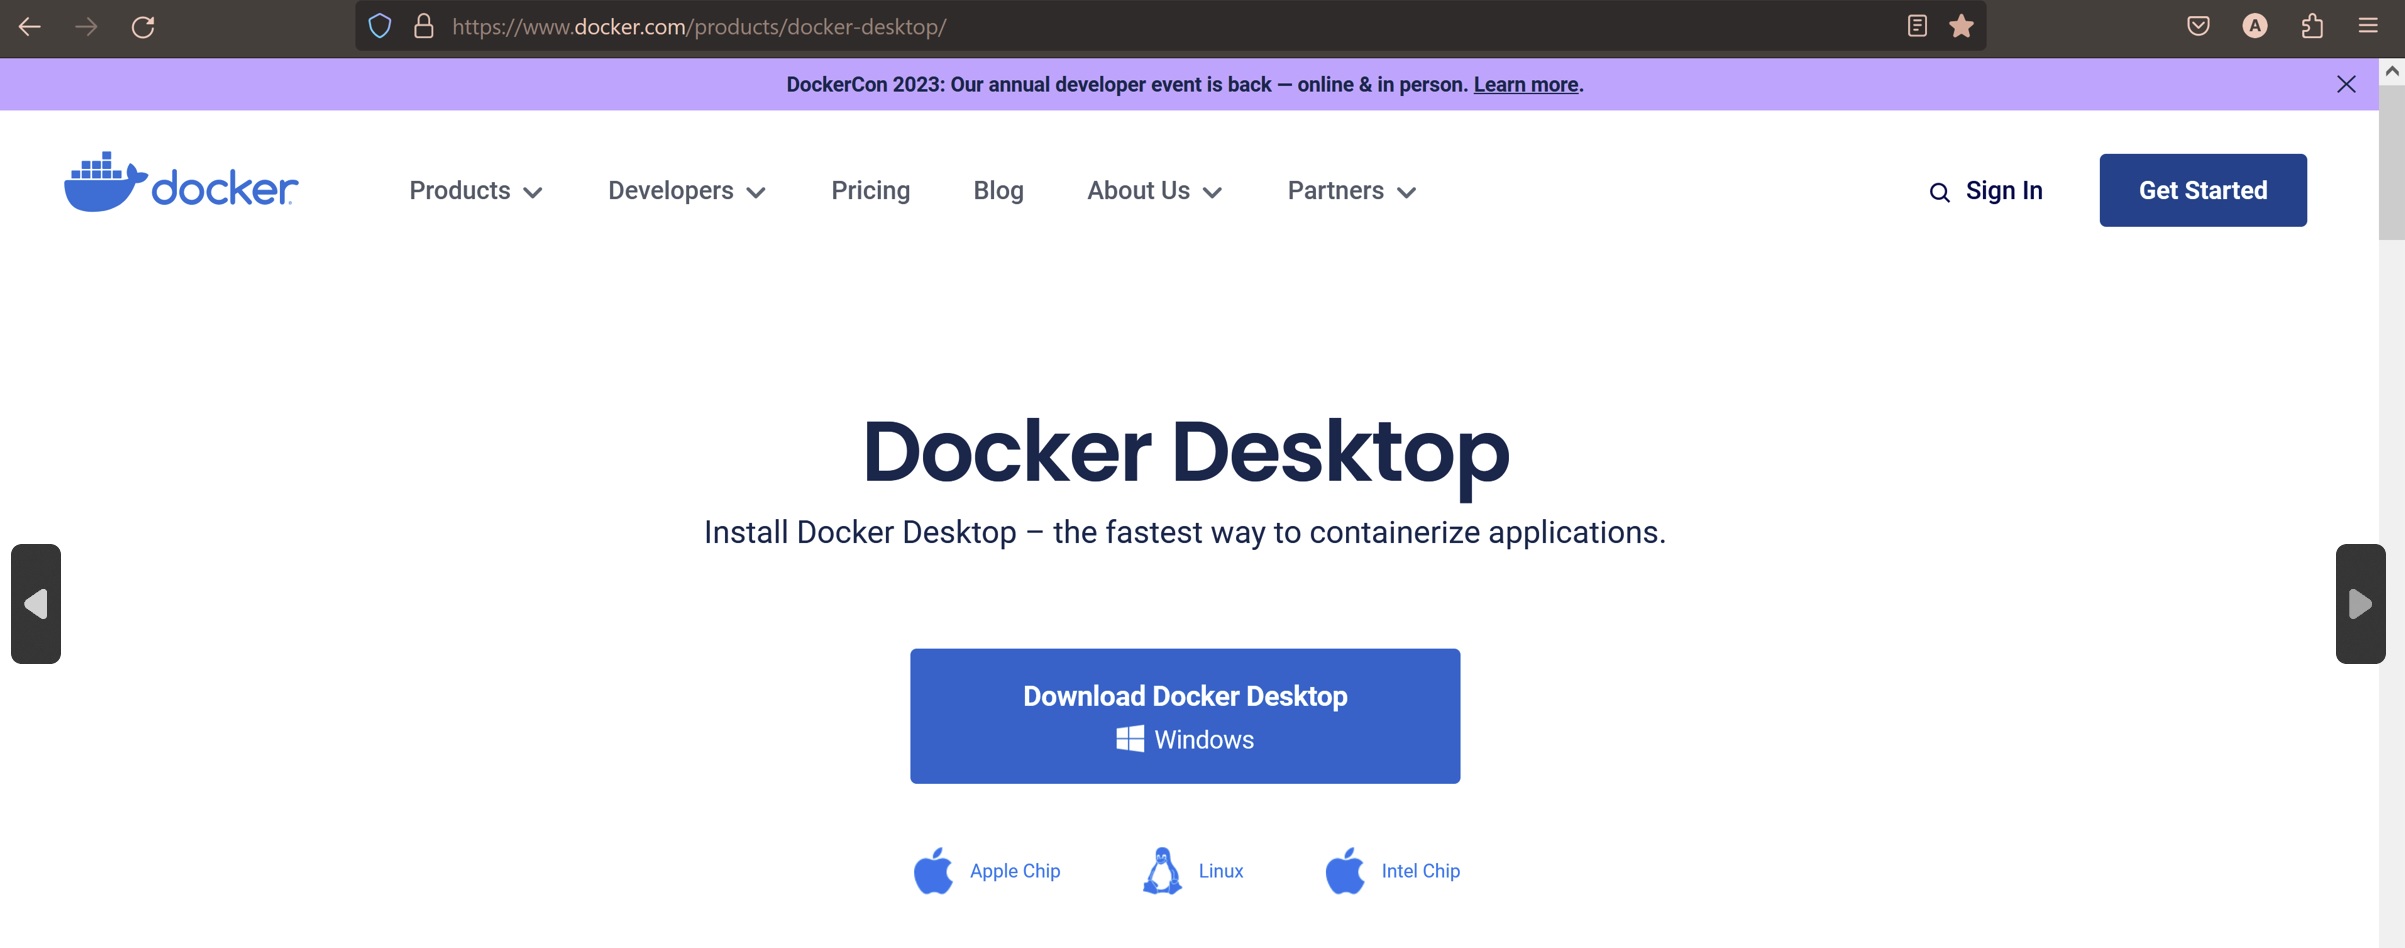 https://www.docker.com/products/docker-desktop/
A
DockerCon 2023: Our annual developer event is back — online & in person. Learn more.
docker
Products
Developers
Pricing
Blog
About Us
Partners
Sign In
Get Started
Docker Desktop
Install Docker Desktop – the fastest way to containerize applications.
Download Docker Desktop
Windows
Apple Chip
Linux
Intel Chip